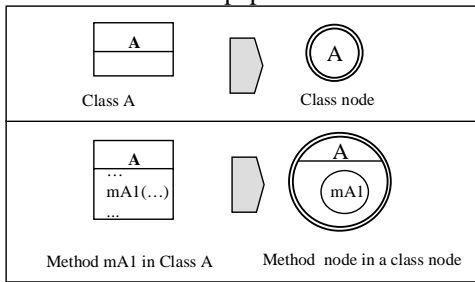 A
A
Class A
Class node
A
...
mA1(...)
...
A
mA1
Method mA1 in Class A
Method node in a class node